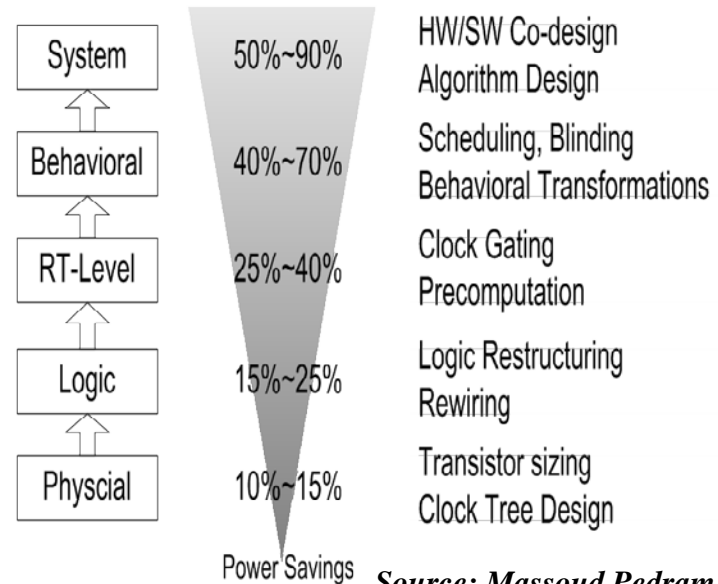 System
50%~90%
HW/SW Co-design
Algorithm Design
Behavioral
40%~70%
Scheduling, Blinding
Behavioral Transformations
RT-Level
25%~40%
Clock Gating
Precomputation
Logic
15%~25%
Logic Restructuring
Rewiring
Physcial
10%~15%
Transistor sizing
Clock Tree Design
Power Savings
Source: Massoud Pedram